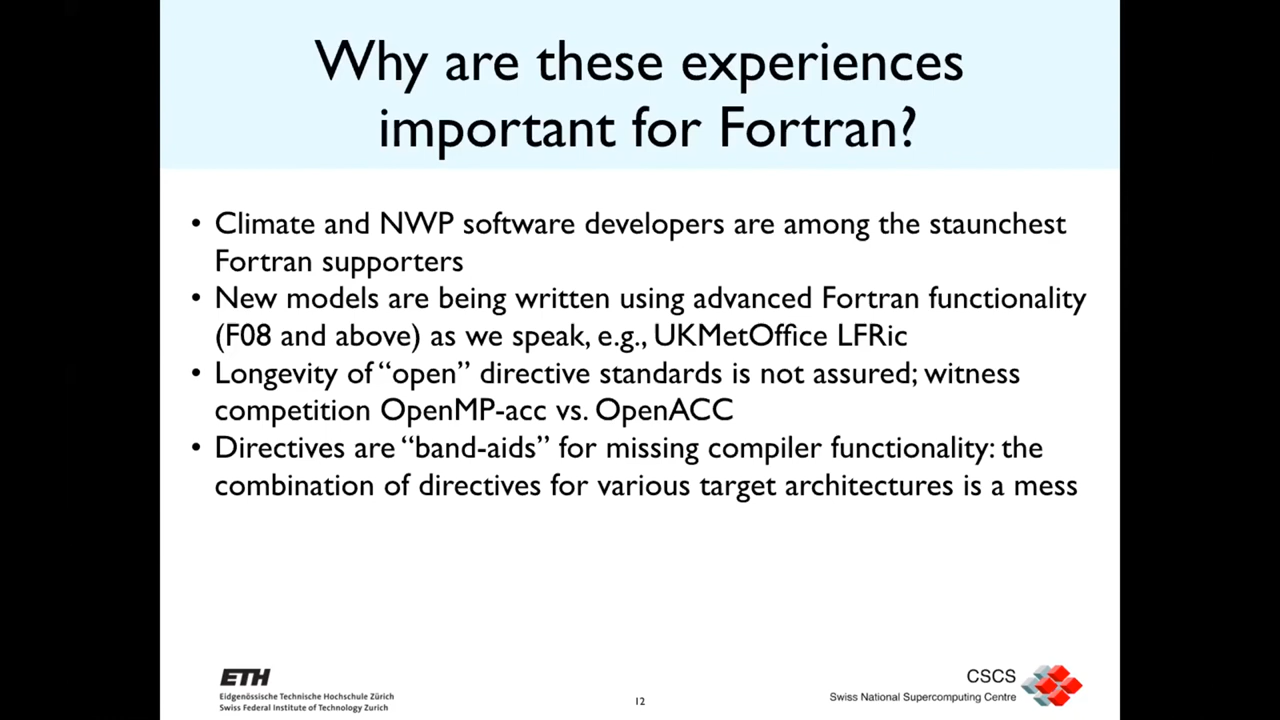 Why are these experiences
important for Fortran?
• Climate and NWP software developers are among the staunchest
Fortran supporters
• New models are being written using advanced Fortran functionality
(F08 and above) as we speak, e.g., UKMetOffice LFRic
• Longevity of “open” directive standards is not assured; witness
competition OpenMP-acc vs. OpenACC
• Directives are “band-aids” for missing compiler functionality: the
combination of directives for various target architectures is a mess
ETH
Eidgenössische Technische Hochschule Zürich
Swiss Federal Institute of Technology Zurich
12
CSCS
Swiss National Supercomputing Centre